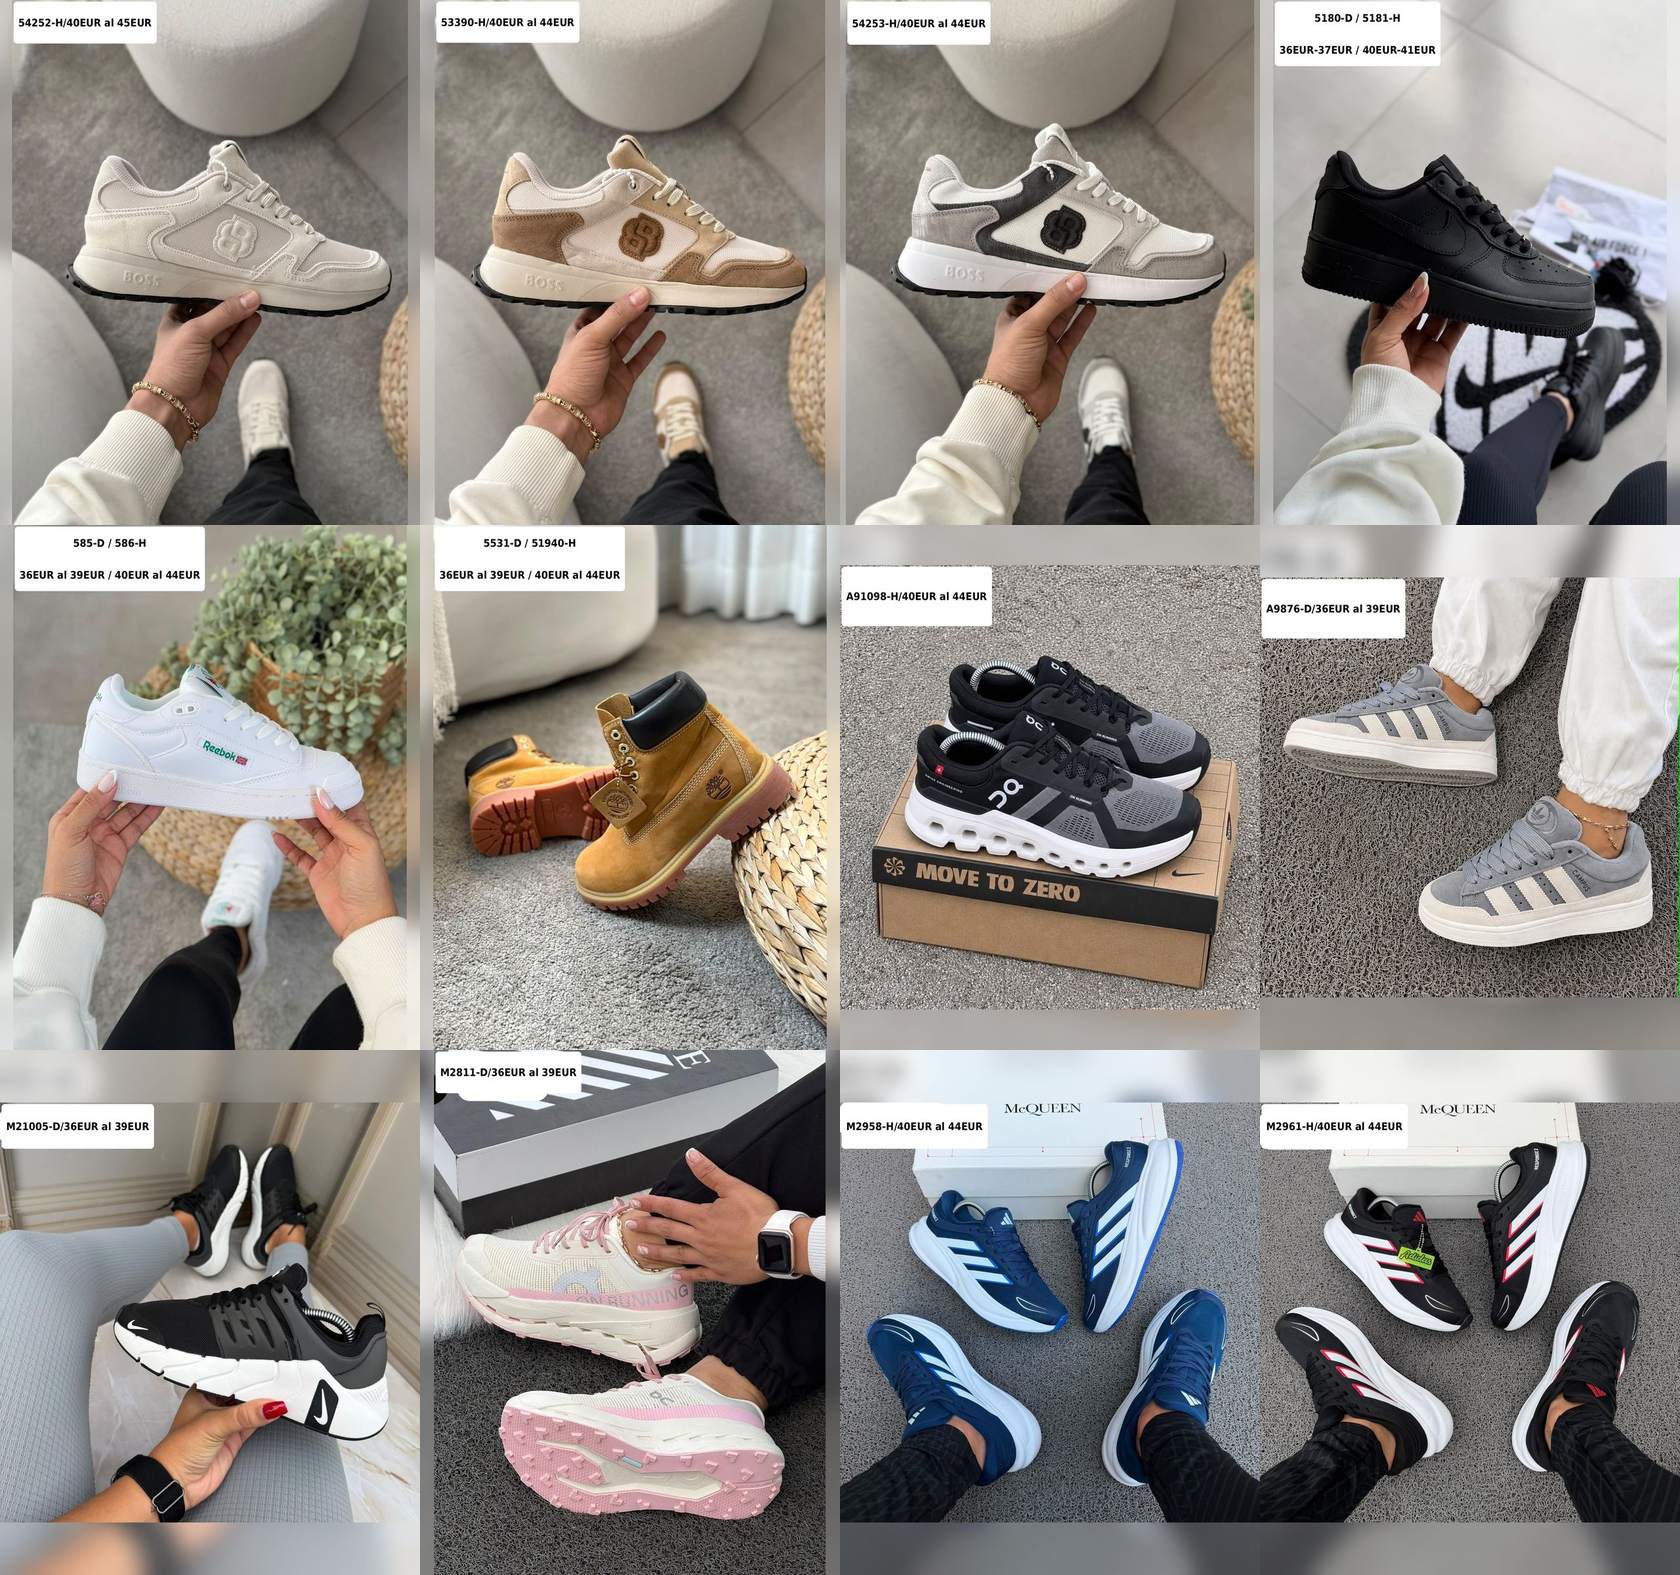 54252-H/40EUR al 45EUR
BOSS
53390-H/40EUR al 44EUR
BOSS
54253-H/40EUR al 44EUR
BOSS
5180-D / 5181-H
36EUR-37EUR / 40EUR-41EUR
585-D / 586-H
36EUR al 39EUR / 40EUR al 44EUR
Reebok
5531-D / 51940-H
36EUR al 39EUR / 40EUR al 44EUR
A91098-H/40EUR al 44EUR
MOVE TO ZERO
A9876-D/36EUR al 39EUR
CAMPUS
M21005-D/36EUR al 39EUR
M2811-D/36EUR al 39EUR
ON RUNNING
M2958-H/40EUR al 44EUR
McQUEEN
M2961-H/40EUR al 44EUR
McQUEEN
Adidas